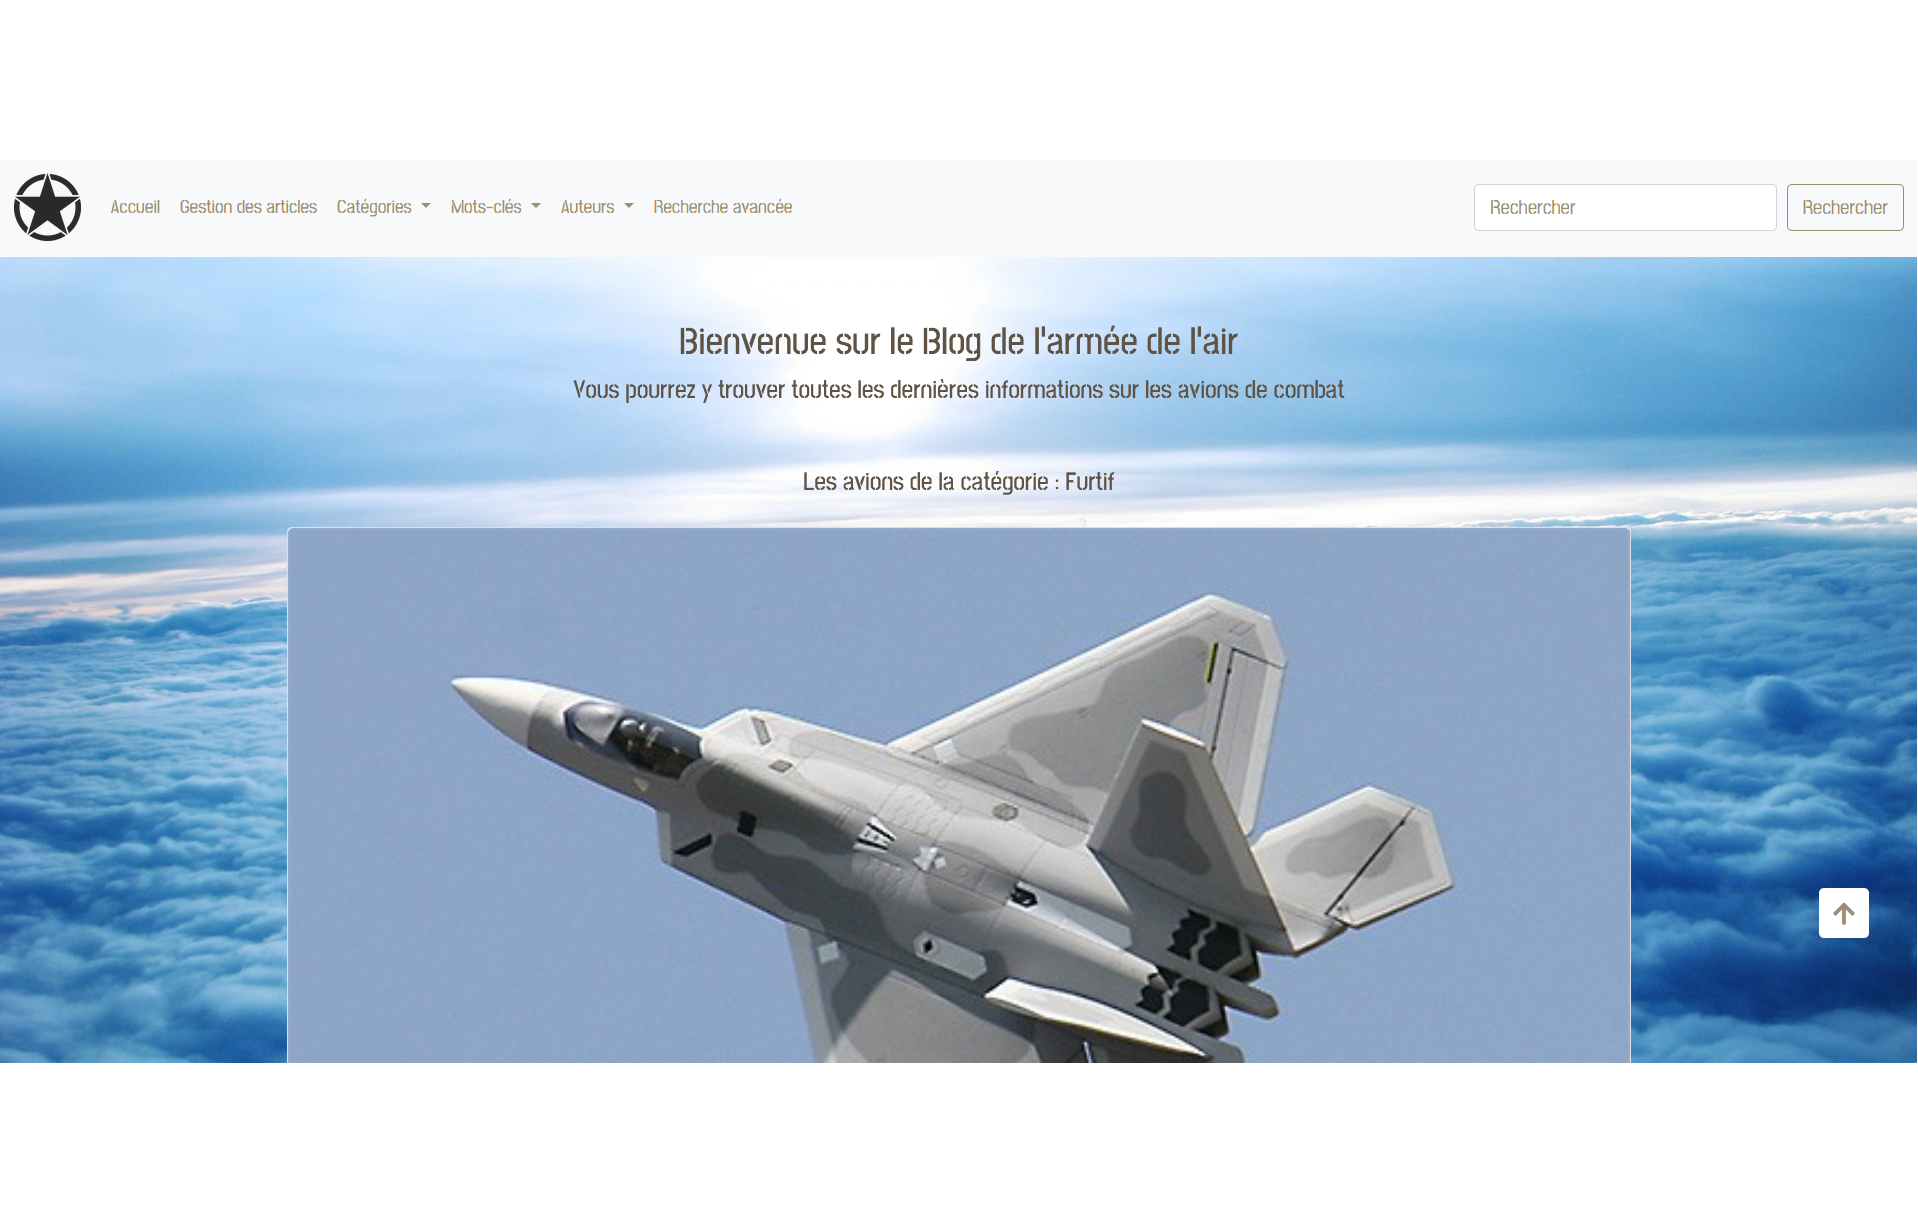 Accueil Gestion des articles Catégories Mots-clés Auteurs Recherche avancée Rechercher Rechercher
Bienvenue sur le Blog de l'armée de l'air
Vous pourrez y trouver toutes les dernières informations sur les avions de combat
Les avions de la catégorie : Furtif